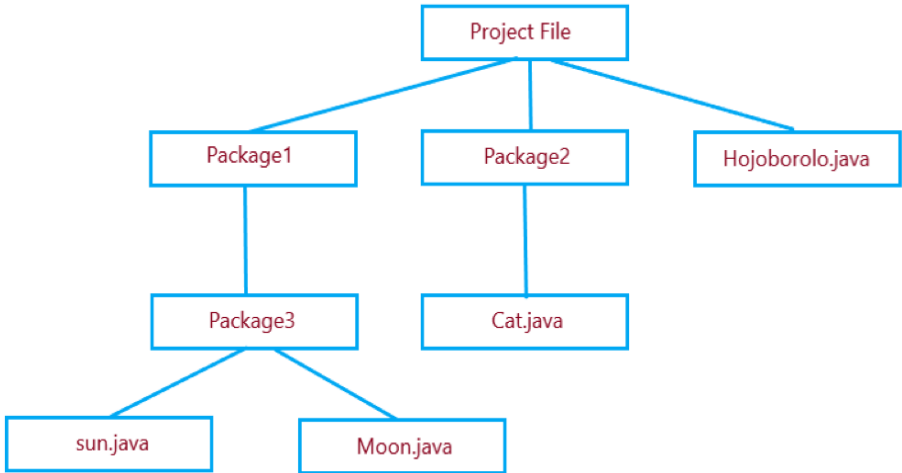 Project File
Package1
Package2
Hojoborolo.java
Package3
Cat.java
sun.java
Moon.java